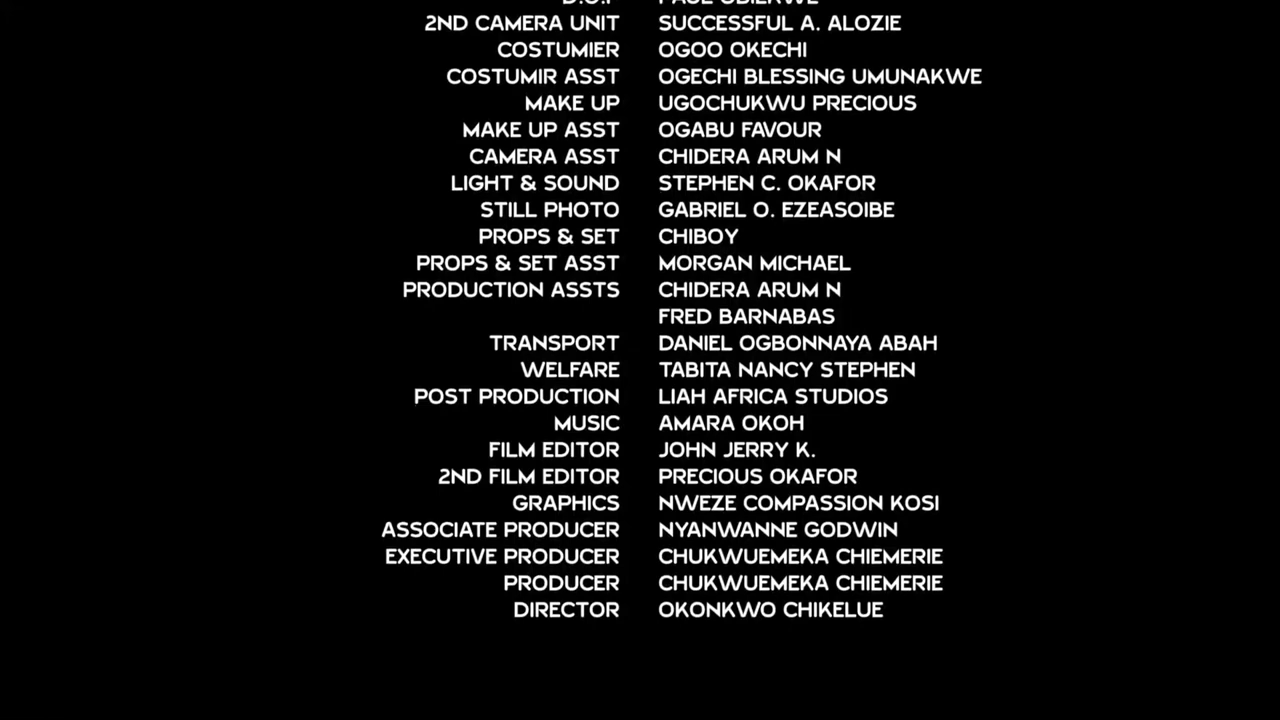 2ND CAMERA UNIT SUCCESSFUL A. ALOZIE
COSTUMIER OGOO OKECHI
COSTUMIR ASST OGECHI BLESSING UMUNAKWE
MAKE UP UGOCHUKWU PRECIOUS
MAKE UP ASST OGABU FAVOUR
CAMERA ASST CHIDERA ARUM N
LIGHT & SOUND STEPHEN C. OKAFOR
STILL PHOTO GABRIEL O. EZEASOIBE
PROPS & SET CHIBOY
PROPS & SET ASST MORGAN MICHAEL
PRODUCTION ASSTS CHIDERA ARUM N
FRED BARNABAS
TRANSPORT DANIEL OGBONNAYA ABAH
WELFARE TABITA NANCY STEPHEN
POST PRODUCTION LIAH AFRICA STUDIOS
MUSIC AMARA OKOH
FILM EDITOR JOHN JERRY K.
2ND FILM EDITOR PRECIOUS OKAFOR
GRAPHICS NWEZE COMPASSION KOSI
ASSOCIATE PRODUCER NYANWANNE GODWIN
EXECUTIVE PRODUCER CHUKWUEMEKA CHIEMERIE
PRODUCER CHUKWUEMEKA CHIEMERIE
DIRECTOR OKONKWO CHIKELUE